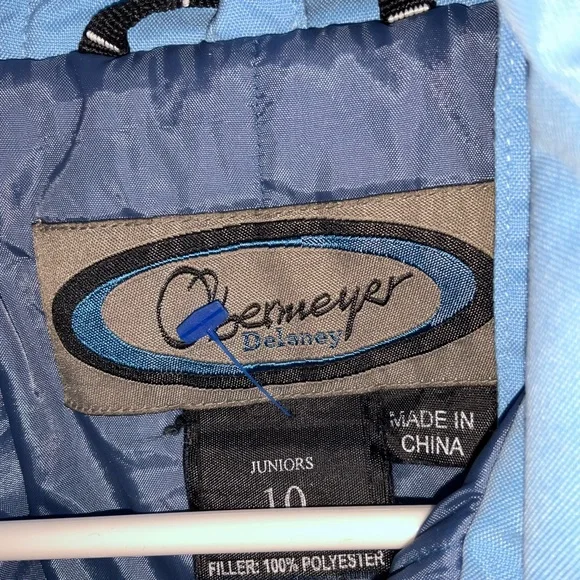 Obermeyer
Delaney
MADE IN
CHINA
JUNIORS
10
FILLER: 100% POLYESTER